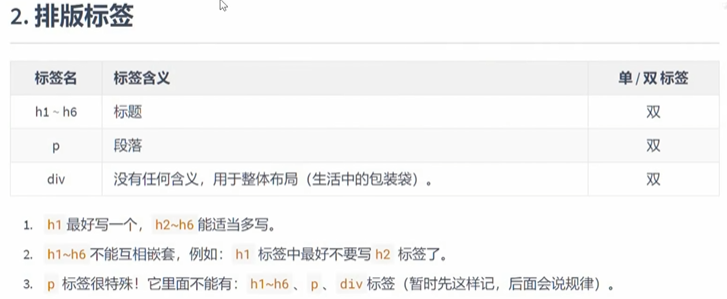 2. 排版标签
标签名 标签含义 单 / 双 标签
h1 ~ h6 标题 双
p 段落 双
div 没有任何含义，用于整体布局（生活中的包装袋）。 双
1. h1 最好写一个， h2~h6 能适当多写。
2. h1~h6 不能互相嵌套，例如： h1 标签中最好不要写 h2 标签了。
3. p 标签很特殊！它里面不能有： h1~h6 、 p 、 div 标签（暂时先这样记，后面会说规律）。